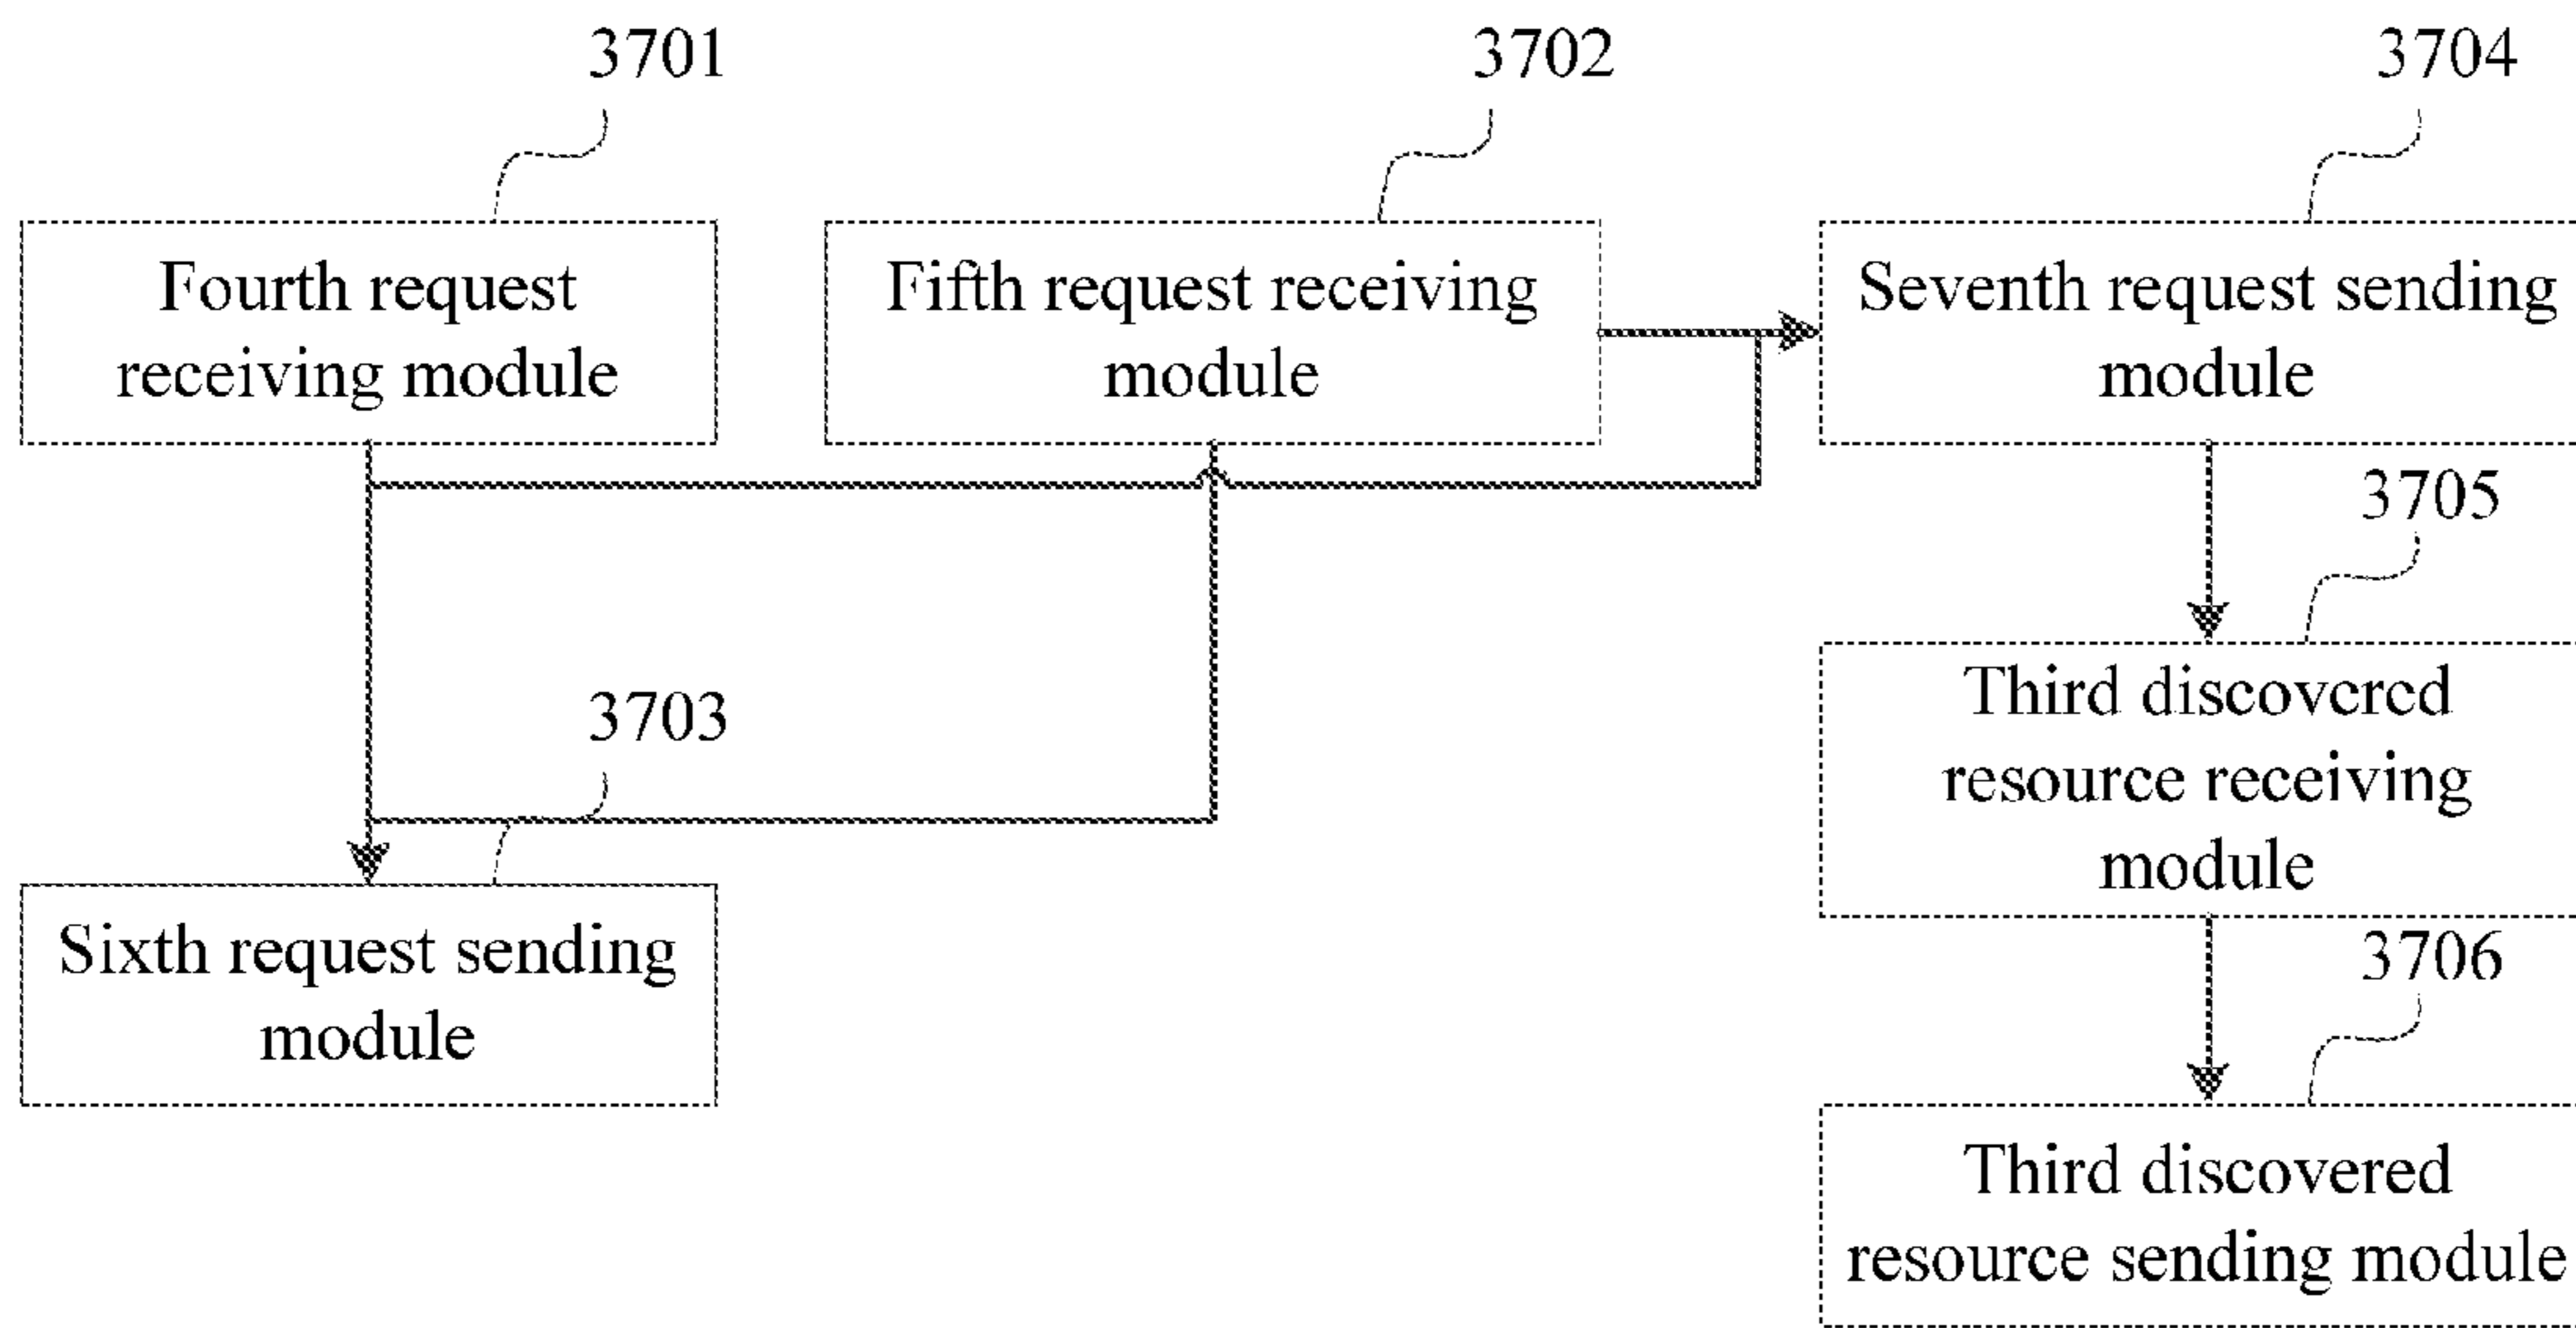 3701
3702
3704
Fourth request
receiving module
Fifth request receiving
module
Seventh request sending
module
3705
Third discovered
resource receiving
module
3703
Sixth request sending
module
3706
Third discovered
resource sending module